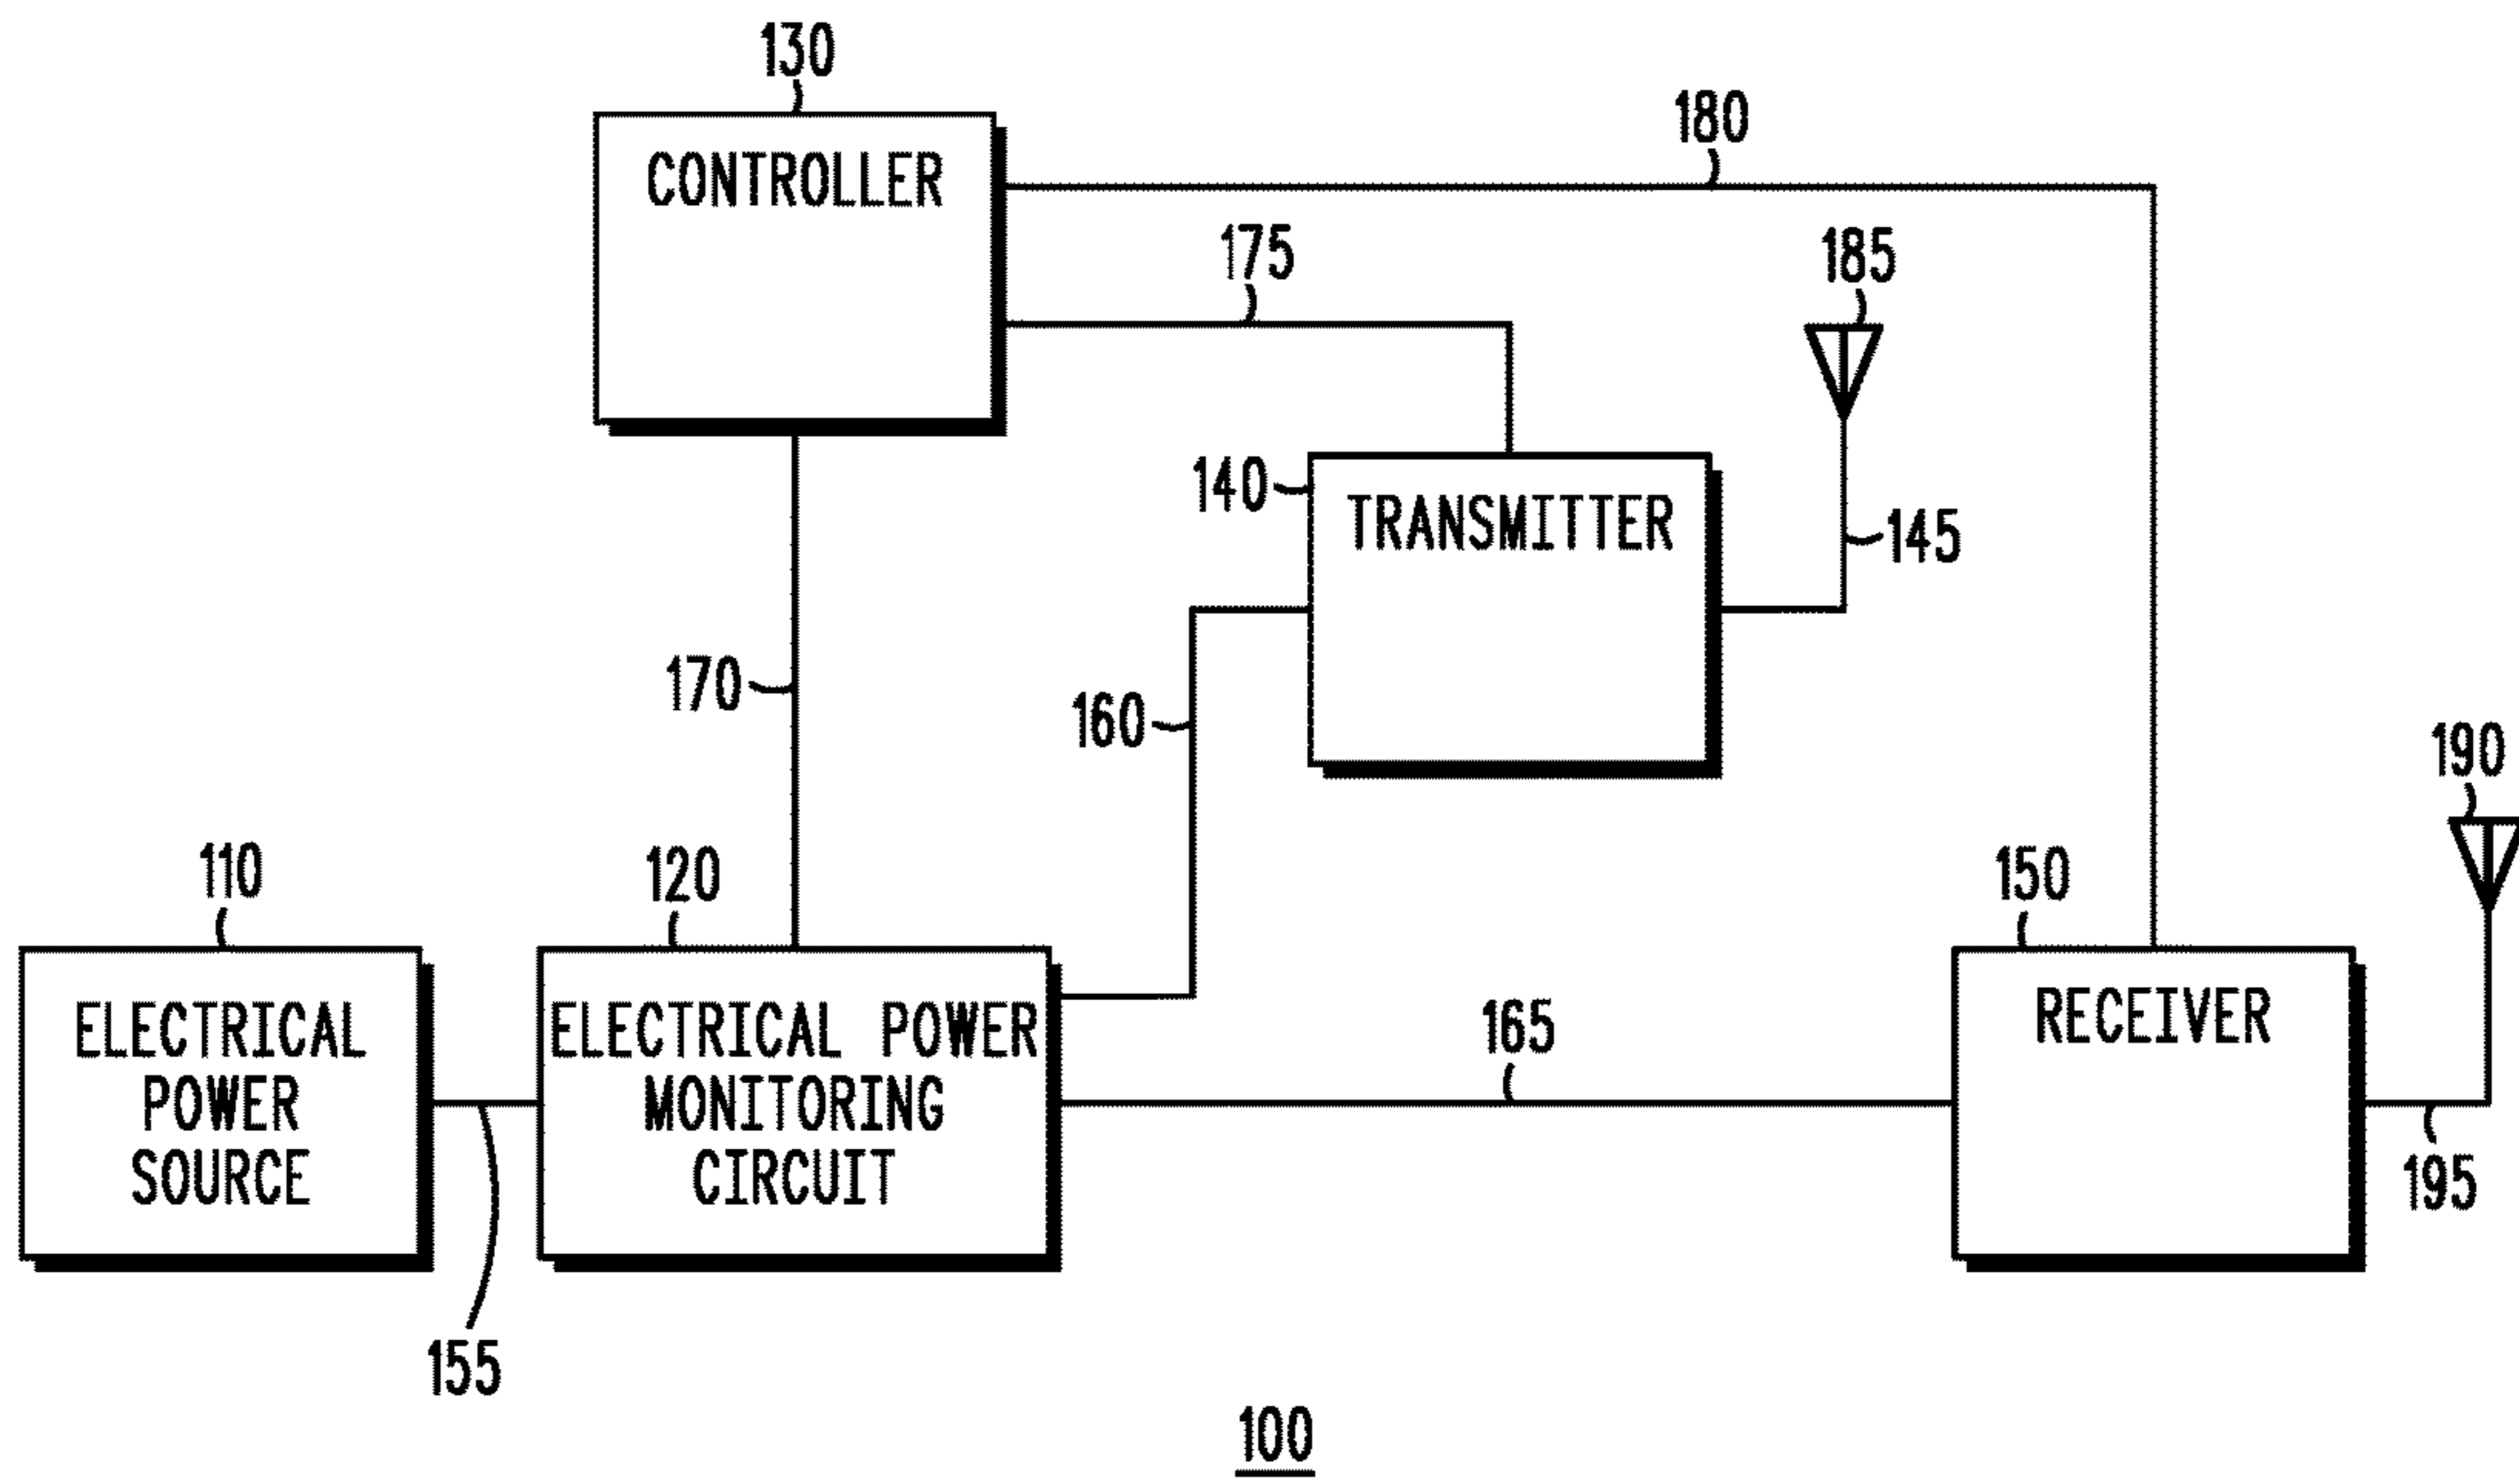 130
CONTROLLER
180
175
185
140
TRANSMITTER
145
170
160
190
110
120
150
ELECTRICAL
POWER
SOURCE
ELECTRICAL POWER
MONITORING
CIRCUIT
165
RECEIVER
195
155
100